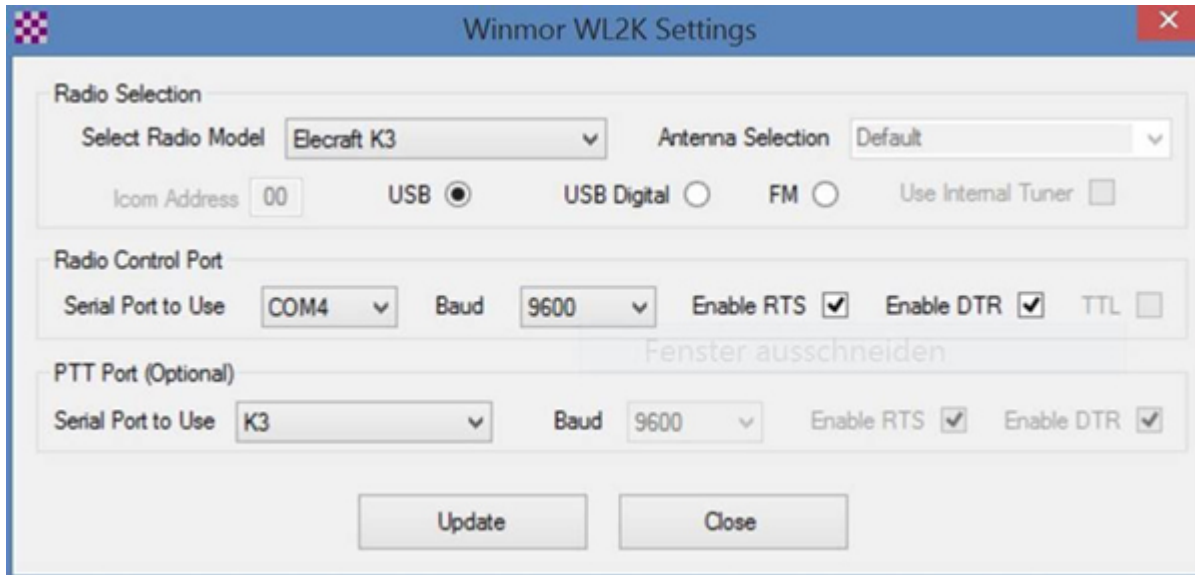 Winmor WL2K Settings
Radio Selection
Select Radio Model Elecraft K3 Antenna Selection Default
Icom Address 00 USB USB Digital FM Use Internal Tuner
Radio Control Port
Serial Port to Use COM4 Baud 9600 Enable RTS Enable DTR TTL
Fenster ausschneiden
PTT Port (Optional)
Serial Port to Use K3 Baud 9600 Enable RTS Enable DTR
Update Close